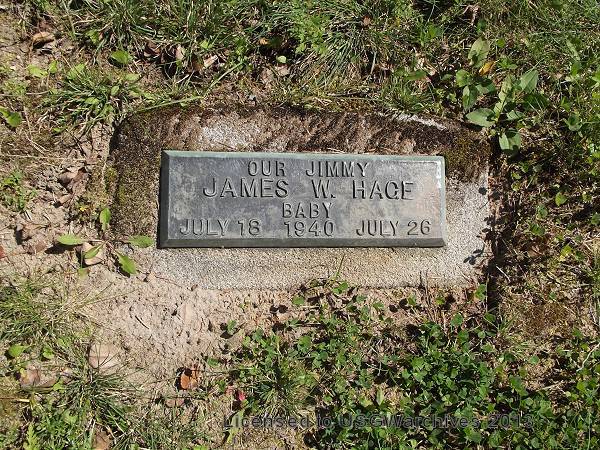 OUR JIMMY
JAMES W. HAGE
BABY
JULY 18 1940 JULY 26
Licensed to USGWarchives 2013